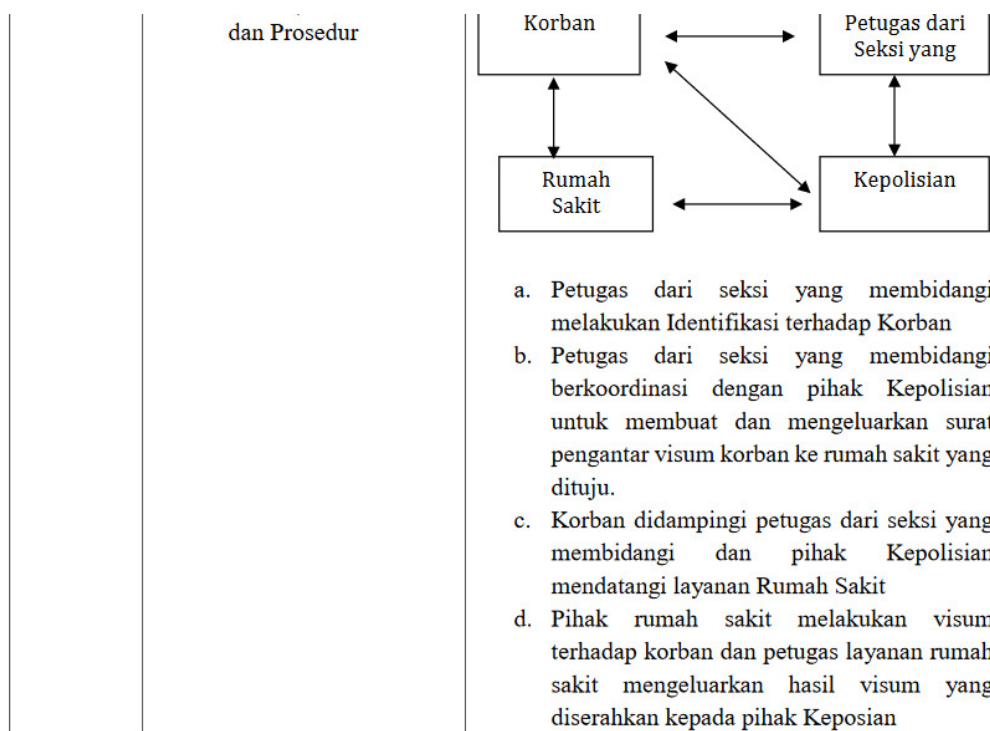 dan Prosedur
Korban
Petugas dari
Seksi yang
Rumah
Sakit
Kepolisian
a. Petugas dari seksi yang membidangi
melakukan Identifikasi terhadap Korban
b. Petugas dari seksi yang membidangi
berkoordinasi dengan pihak Kepolisian
untuk membuat dan mengeluarkan surat
pengantar visum korban ke rumah sakit yang
dituju.
c. Korban didampingi petugas dari seksi yang
membidangi dan pihak Kepolisian
mendatangi layanan Rumah Sakit
d. Pihak rumah sakit melakukan visum
terhadap korban dan petugas layanan rumah
sakit mengeluarkan hasil visum yang
diserahkan kepada pihak Keposian